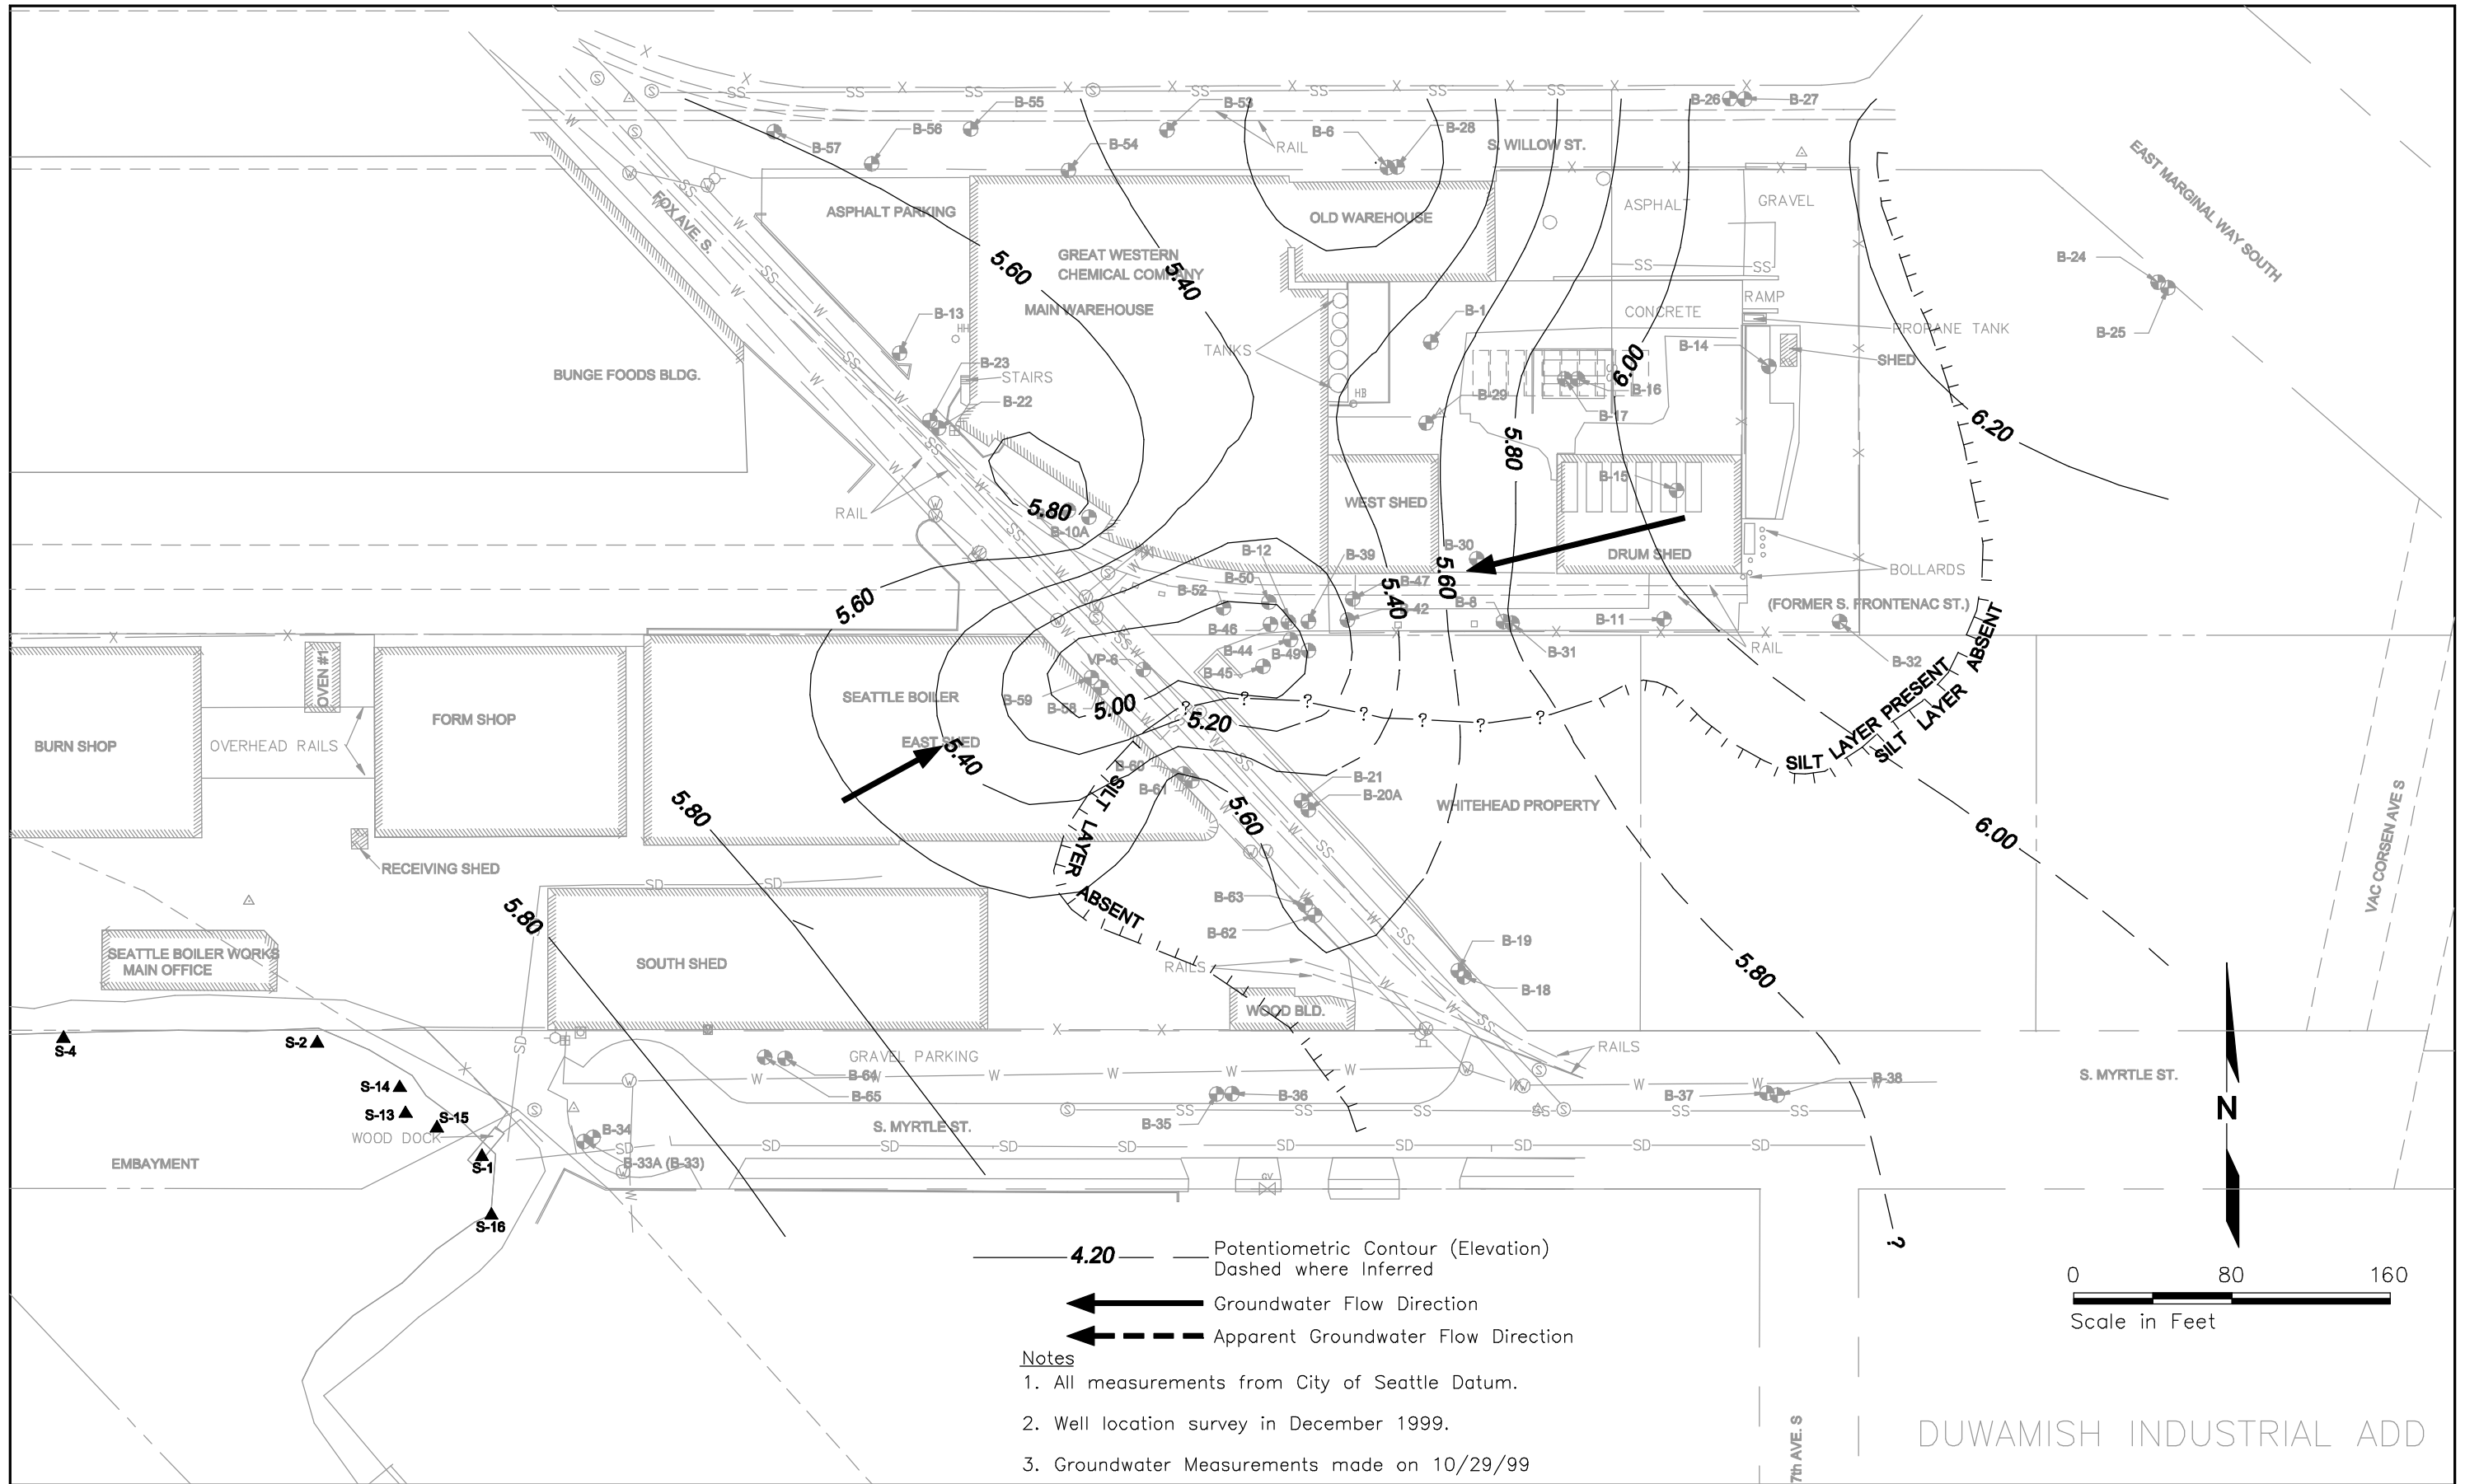 B-55
B-53
B-26
B-27
B-57
B-56
B-54
RAIL
B-6
B-28
S. WILLOW ST.
EAST MARGINAL WAY SOUTH
FOX AVE. S.
ASPHALT PARKING
OLD WAREHOUSE
ASPHALT
GRAVEL
GREAT WESTERN
CHEMICAL COMPANY
MAIN WAREHOUSE
5.60
5.40
B-24
B-25
RAMP
CONCRETE
PROPANE TANK
B-13
HH
B-1
TANKS
B-14
SHED
6.00
BUNGE FOODS BLDG.
B-23
STAIRS
B-22
HB
B-29
B-16
B-17
5.80
6.20
RAIL
5.80
B-10A
WEST SHED
B-15
B-30
DRUM SHED
B-12
B-39
B-50
B-52
B-47
B-42
5.40
5.60
B-8
B-11
BOLLARDS
(FORMER S. FRONTENAC ST.)
5.60
B-46
B-44
B-49
B-45
B-31
RAIL
B-32
VP-6
B-59
B-58
5.00
5.20
OVEN #1
FORM SHOP
SEATTLE BOILER
EAST SHED
BURN SHOP
OVERHEAD RAILS
5.40
SILT LAYER PRESENT
SILT LAYER ABSENT
B-60
B-61
SILT LAYER ABSENT
B-21
B-20A
WHITEHEAD PROPERTY
5.80
5.60
6.00
VAC CORSEN AVE S
RECEIVING SHED
SD
SD
5.80
B-63
B-62
SEATTLE BOILER WORKS
MAIN OFFICE
SOUTH SHED
RAILS
B-19
B-18
5.80
WOOD BLD.
S-4
S-2
GRAVEL PARKING
RAILS
S. MYRTLE ST.
S-14
B-64
B-65
S-13
S-15
B-35
B-36
B-37
B-38
N
WOOD DOCK
S. MYRTLE ST.
B-34
B-33A (B-33)
EMBAYMENT
S-1
S-16
GV
4.20
Potentiometric Contour (Elevation)
Dashed where Inferred
Groundwater Flow Direction
Apparent Groundwater Flow Direction
0 80 160
Scale in Feet
Notes
1. All measurements from City of Seattle Datum.
2. Well location survey in December 1999.
3. Groundwater Measurements made on 10/29/99
7th AVE. S
DUWAMISH INDUSTRIAL ADD